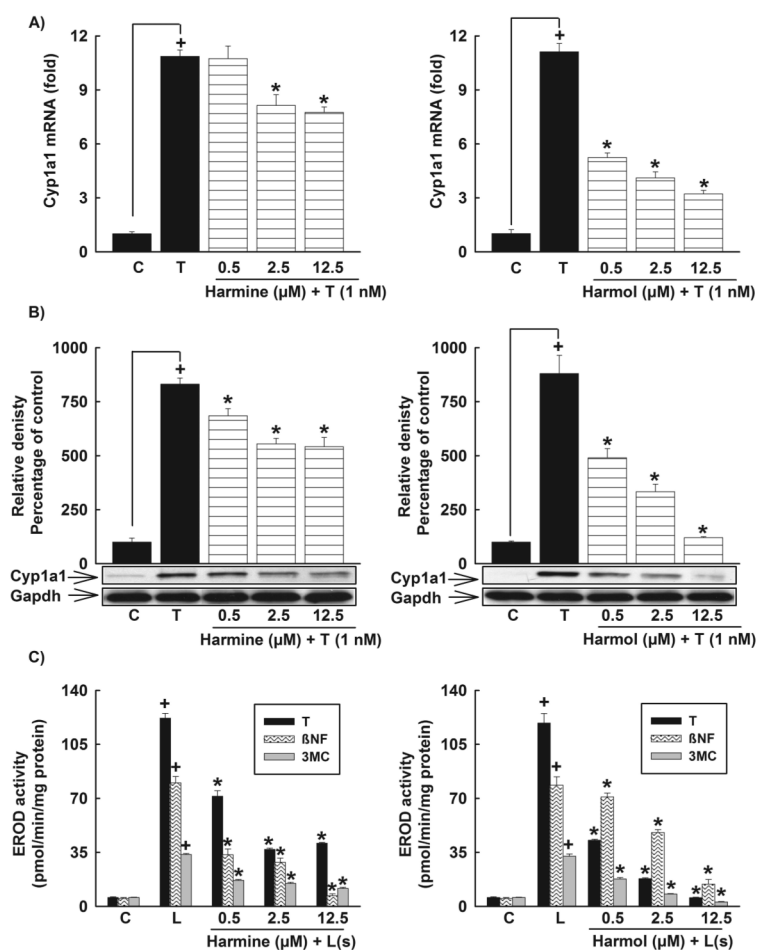 A)
Cyp1a1 mRNA (fold)
12
9
6
3
0
+
*
*
C T 0.5 2.5 12.5
Harmine (µM) + T (1 nM)
Cyp1a1 mRNA (fold)
12
9
6
3
0
+
*
*
*
C T 0.5 2.5 12.5
Harmol (µM) + T (1 nM)
B)
Relative denisty
Percentage of control
1000
750
500
250
0
+
*
*
*
Cyp1a1
Gapdh
C T 0.5 2.5 12.5
Harmine (µM) + T (1 nM)
Relative denisty
Percentage of control
1000
750
500
250
0
+
*
*
*
Cyp1a1
Gapdh
C T 0.5 2.5 12.5
Harmol (µM) + T (1 nM)
C)
EROD activity
(pmol/min/mg protein)
140
105
70
35
0
T
ßNF
3MC
+
+
+
*
* *
* * *
* * *
C L 0.5 2.5 12.5
Harmine (µM) + L(s)
EROD activity
(pmol/min/mg protein)
140
105
70
35
0
T
ßNF
3MC
+
+
+
* * *
* * *
* * *
C L 0.5 2.5 12.5
Harmol (µM) + L(s)